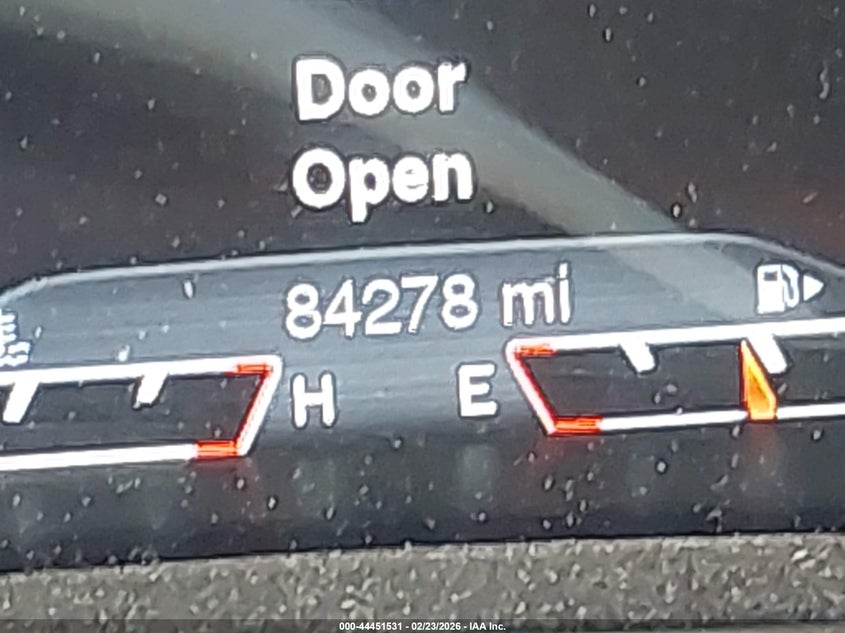 Door
Open
84278 mi
H E
000-44451531 - 02/23/2026 - IAA Inc.